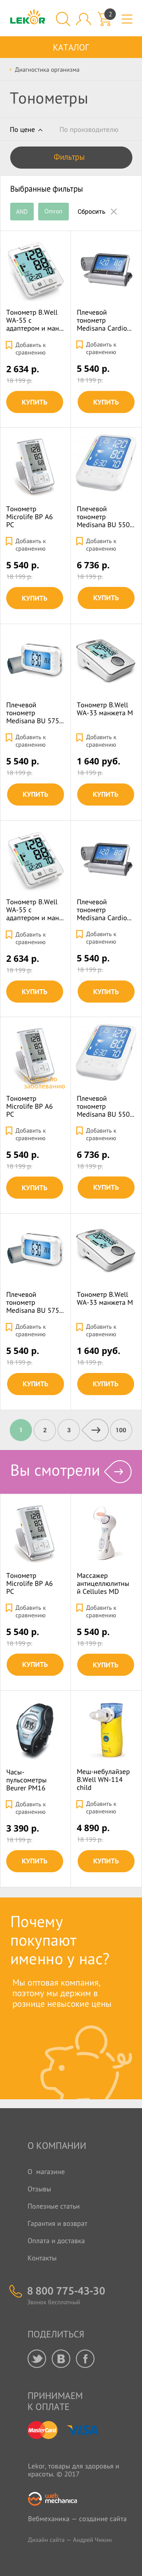 LEKOR
2
КАТАЛОГ
Диагностика организма
Тонометры
По цене По производителю
Фильтры
Выбранные фильтры
AND Omron Сбросить
Тонометр B.Well WA-55 с адаптером и ман...
Добавить к сравнению
2 634 р.
18 199 р.
КУПИТЬ
Тонометр Medisana Cardio...
Добавить к сравнению
5 540 р.
18 199 р.
КУПИТЬ
Тонометр Microlife BP A6 PC
Добавить к сравнению
5 540 р.
18 199 р.
КУПИТЬ
Плечевой тонометр Medisana BU 550...
Добавить к сравнению
6 736 р.
18 199 р.
КУПИТЬ
Плечевой тонометр Medisana BU 575...
Добавить к сравнению
5 540 р.
18 199 р.
КУПИТЬ
Тонометр B.Well WA-33 манжета M
Добавить к сравнению
1 640 руб.
18 199 р.
КУПИТЬ
Тонометр B.Well WA-55 с адаптером и ман...
Добавить к сравнению
2 634 р.
18 199 р.
КУПИТЬ
Плечевой тонометр Medisana Cardio...
Добавить к сравнению
5 540 р.
18 199 р.
КУПИТЬ
заболеванию
Тонометр Microlife BP A6 PC
Добавить к сравнению
5 540 р.
18 199 р.
КУПИТЬ
Плечевой тонометр Medisana BU 550...
Добавить к сравнению
6 736 р.
18 199 р.
КУПИТЬ
Плечевой тонометр Medisana BU 575...
Добавить к сравнению
5 540 р.
18 199 р.
КУПИТЬ
Тонометр B.Well WA-33 манжета M
Добавить к сравнению
1 640 руб.
18 199 р.
КУПИТЬ
1 2 3 100
Вы смотрели
Тонометр Microlife BP A6 PC
Добавить к сравнению
5 540 р.
18 199 р.
КУПИТЬ
Массажер антицеллюлитный Cellules MD
Добавить к сравнению
5 540 р.
18 199 р.
КУПИТЬ
Часы-пульсометры Beurer PM16
Добавить к сравнению
3 390 р.
18 199 р.
КУПИТЬ
Меш-небулайзер B.Well WN-114 child
Добавить к сравнению
4 890 р.
18 199 р.
КУПИТЬ
Почему
покупают
именно у нас?
Мы оптовая компания,
поэтому мы держим в
рознице невысокие цены
О КОМПАНИИ
О магазине
Отзывы
Полезные статьи
Гарантия и возврат
Оплата и доставка
Контакты
8 800 775-43-30
Звонок бесплатный
ПОДЕЛИТЬСЯ
ПРИНИМАЕМ
К ОПЛАТЕ
MasterCard VISA
Lekor, товары для здоровья и
красоты. © 2017
web mechanica
Вебмеханика — создание сайта
Дизайн сайта — Андрей Чижин